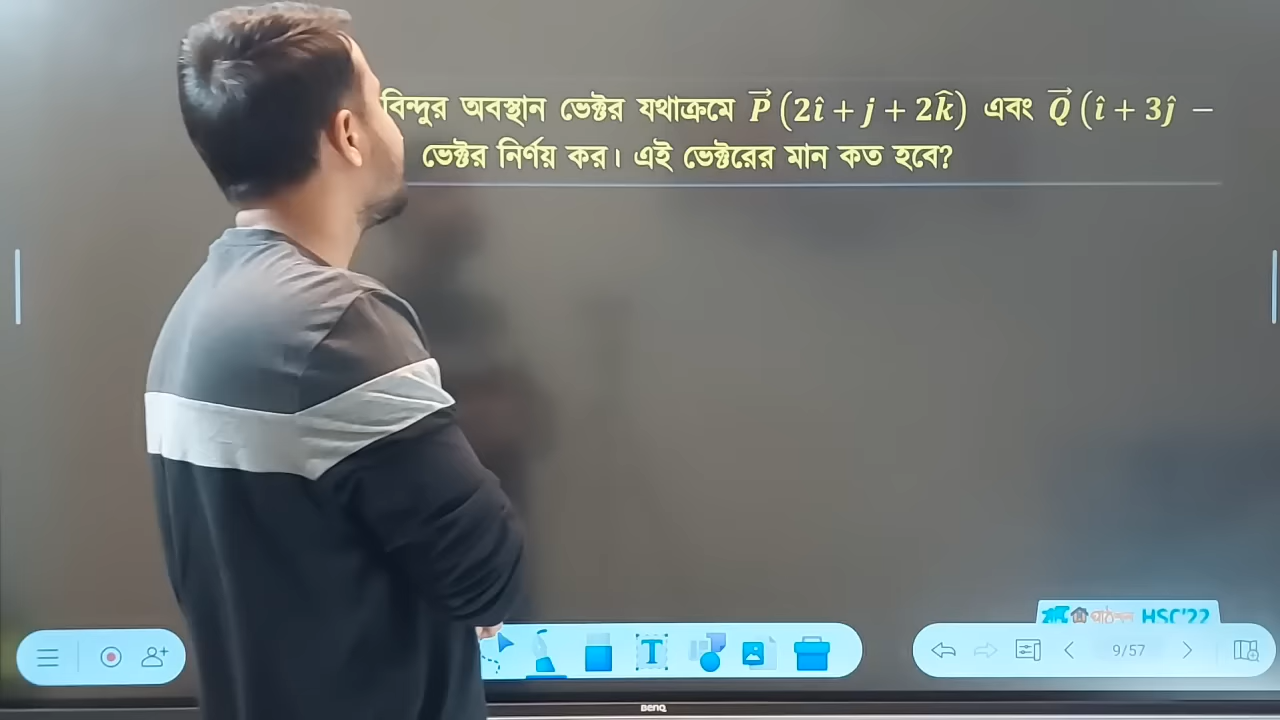 বিন্দুর অবস্থান ভেক্টর যথাক্রমে P⃗ (2î + j + 2k̂) এবং Q⃗ (î + 3ĵ −
ভেক্টর নির্ণয় কর। এই ভেক্টরের মান কত হবে?
HSC'22
T
9/57
BenQ